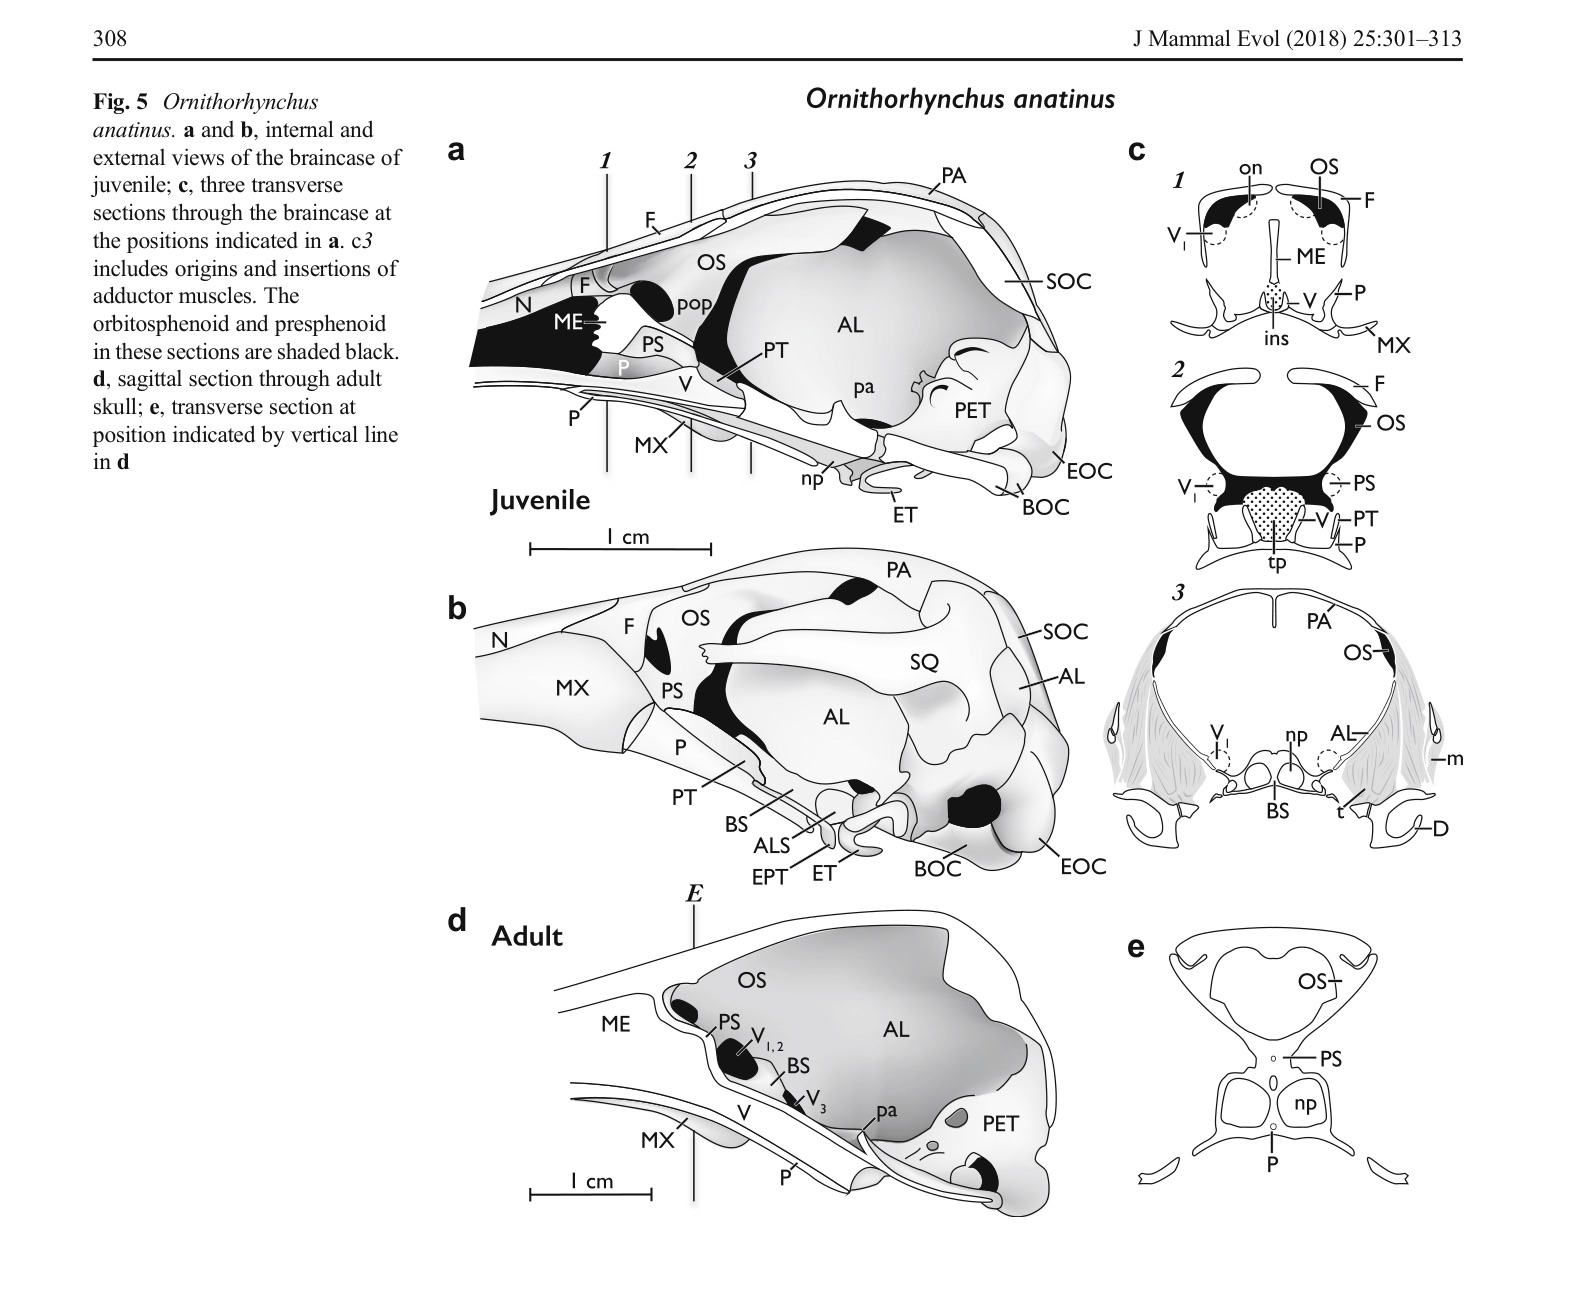 308
J Mammal Evol (2018) 25:301–313
Fig. 5 Ornithorhynchus
anatinus. a and b, internal and
external views of the braincase of
juvenile; c, three transverse
sections through the braincase at
the positions indicated in a. c3
includes origins and insertions of
adductor muscles. The
orbitosphenoid and presphenoid
in these sections are shaded black.
d, sagittal section through adult
skull; e, transverse section at
position indicated by vertical line
in d
Ornithorhynchus anatinus
a
1
2
3
PA
F
OS
F
N
pop
ME
SOC
AL
PS
PT
P
V
pa
PET
P
MX
np
EOC
BOC
ET
Juvenile
1 cm
b
PA
N
F
OS
SOC
SQ
AL
MX
PS
AL
P
PT
BS
ALS
EPT
ET
BOC
EOC
c
1
on
OS
F
V1
ME
V
P
ins
MX
2
F
OS
V1
PS
V
PT
P
tp
3
PA
OS
V1
np
AL
m
BS
t
D
d
Adult
E
OS
ME
PS
V1,2
AL
BS
V3
V
pa
PET
MX
P
1 cm
e
OS
PS
np
P